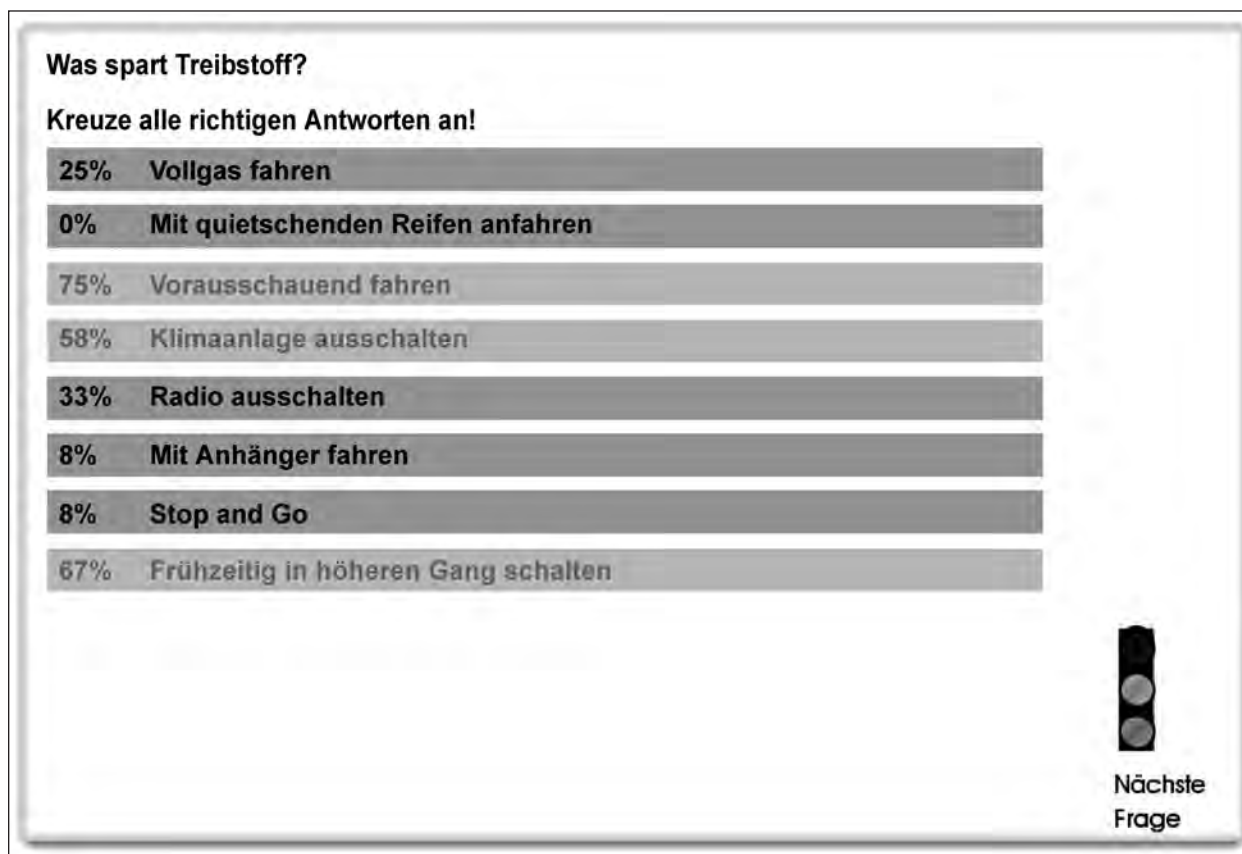 Was spart Treibstoff?
Kreuze alle richtigen Antworten an!
25% Vollgas fahren
0% Mit quietschenden Reifen anfahren
75% Vorausschauend fahren
58% Klimaanlage ausschalten
33% Radio ausschalten
8% Mit Anhänger fahren
8% Stop and Go
67% Frühzeitig in höheren Gang schalten
Nächste
Frage